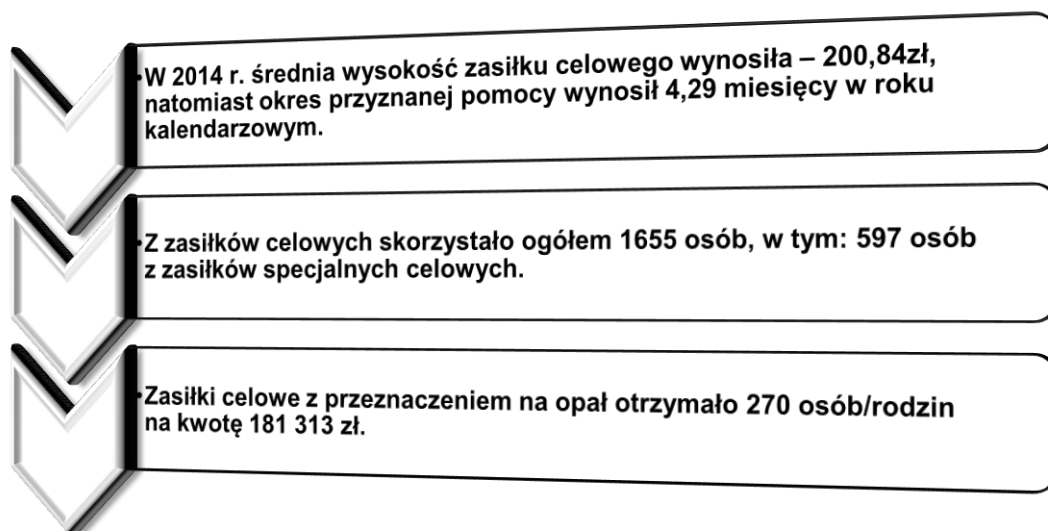 •W 2014 r. średnia wysokość zasiłku celowego wynosiła – 200,84zł,
natomiast okres przyznanej pomocy wynosił 4,29 miesięcy w roku
kalendarzowym.
•Z zasiłków celowych skorzystało ogółem 1655 osób, w tym: 597 osób
z zasiłków specjalnych celowych.
•Zasiłki celowe z przeznaczeniem na opał otrzymało 270 osób/rodzin
na kwotę 181 313 zł.